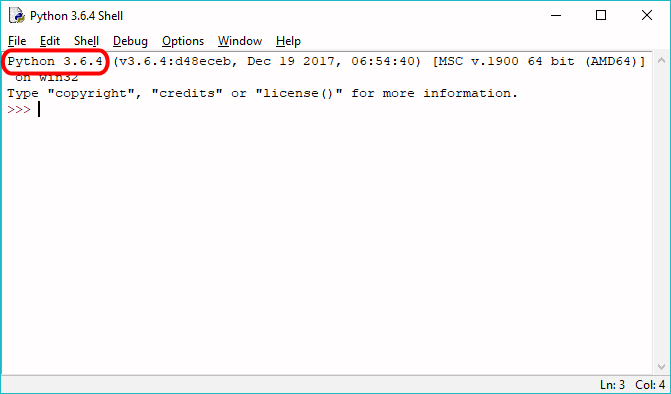 Python 3.6.4 Shell
File Edit Shell Debug Options Window Help
Python 3.6.4 (v3.6.4:d48eceb, Dec 19 2017, 06:54:40) [MSC v.1900 64 bit (AMD64)]
on win32
Type "copyright", "credits" or "license()" for more information.
>>>
Ln: 3 Col: 4